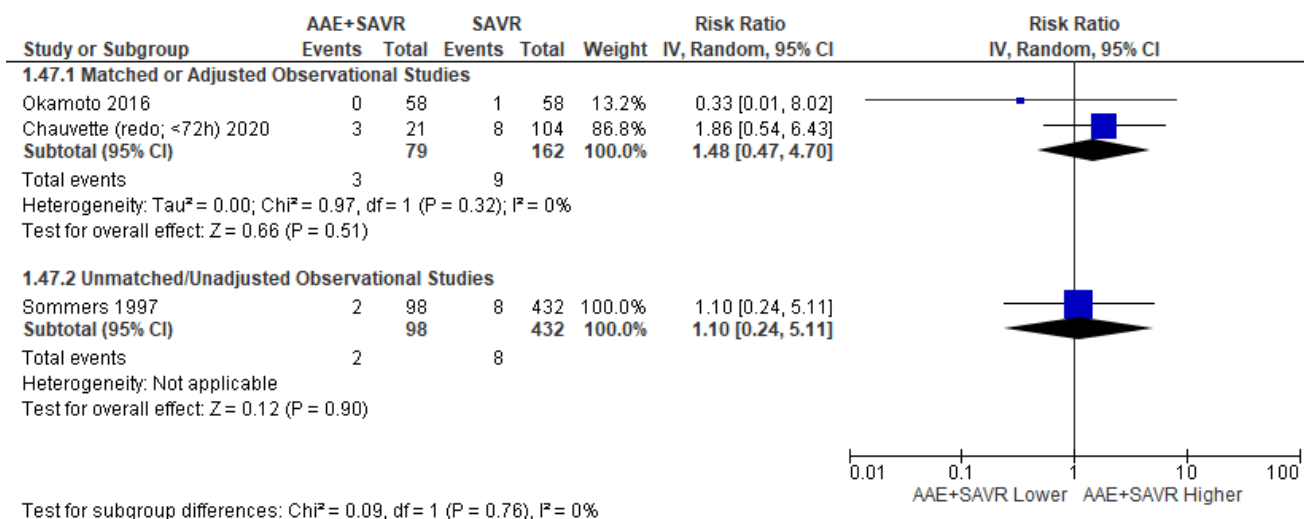 AAE+SAVR SAVR Risk Ratio Risk Ratio
Study or Subgroup Events Total Events Total Weight IV, Random, 95% CI IV, Random, 95% CI
1.47.1 Matched or Adjusted Observational Studies
Okamoto 2016 0 58 1 58 13.2% 0.33 [0.01, 8.02]
Chauvette (redo; <72h) 2020 3 21 8 104 86.8% 1.86 [0.54, 6.43]
Subtotal (95% CI) 79 162 100.0% 1.48 [0.47, 4.70]
Total events 3 9
Heterogeneity: Tau² = 0.00; Chi² = 0.97, df = 1 (P = 0.32); I² = 0%
Test for overall effect: Z = 0.66 (P = 0.51)
1.47.2 Unmatched/Unadjusted Observational Studies
Sommers 1997 2 98 8 432 100.0% 1.10 [0.24, 5.11]
Subtotal (95% CI) 98 432 100.0% 1.10 [0.24, 5.11]
Total events 2 8
Heterogeneity: Not applicable
Test for overall effect: Z = 0.12 (P = 0.90)
0.01 0.1 1 10 100
AAE+SAVR Lower AAE+SAVR Higher
Test for subgroup differences: Chi² = 0.09, df = 1 (P = 0.76), I² = 0%